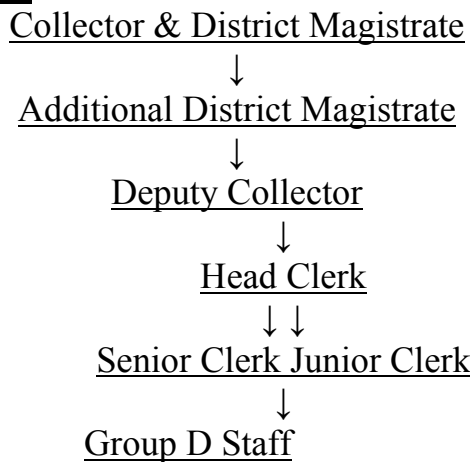 Collector & District Magistrate
↓
Additional District Magistrate
↓
Deputy Collector
↓
Head Clerk
↓ ↓
Senior Clerk Junior Clerk
↓
Group D Staff